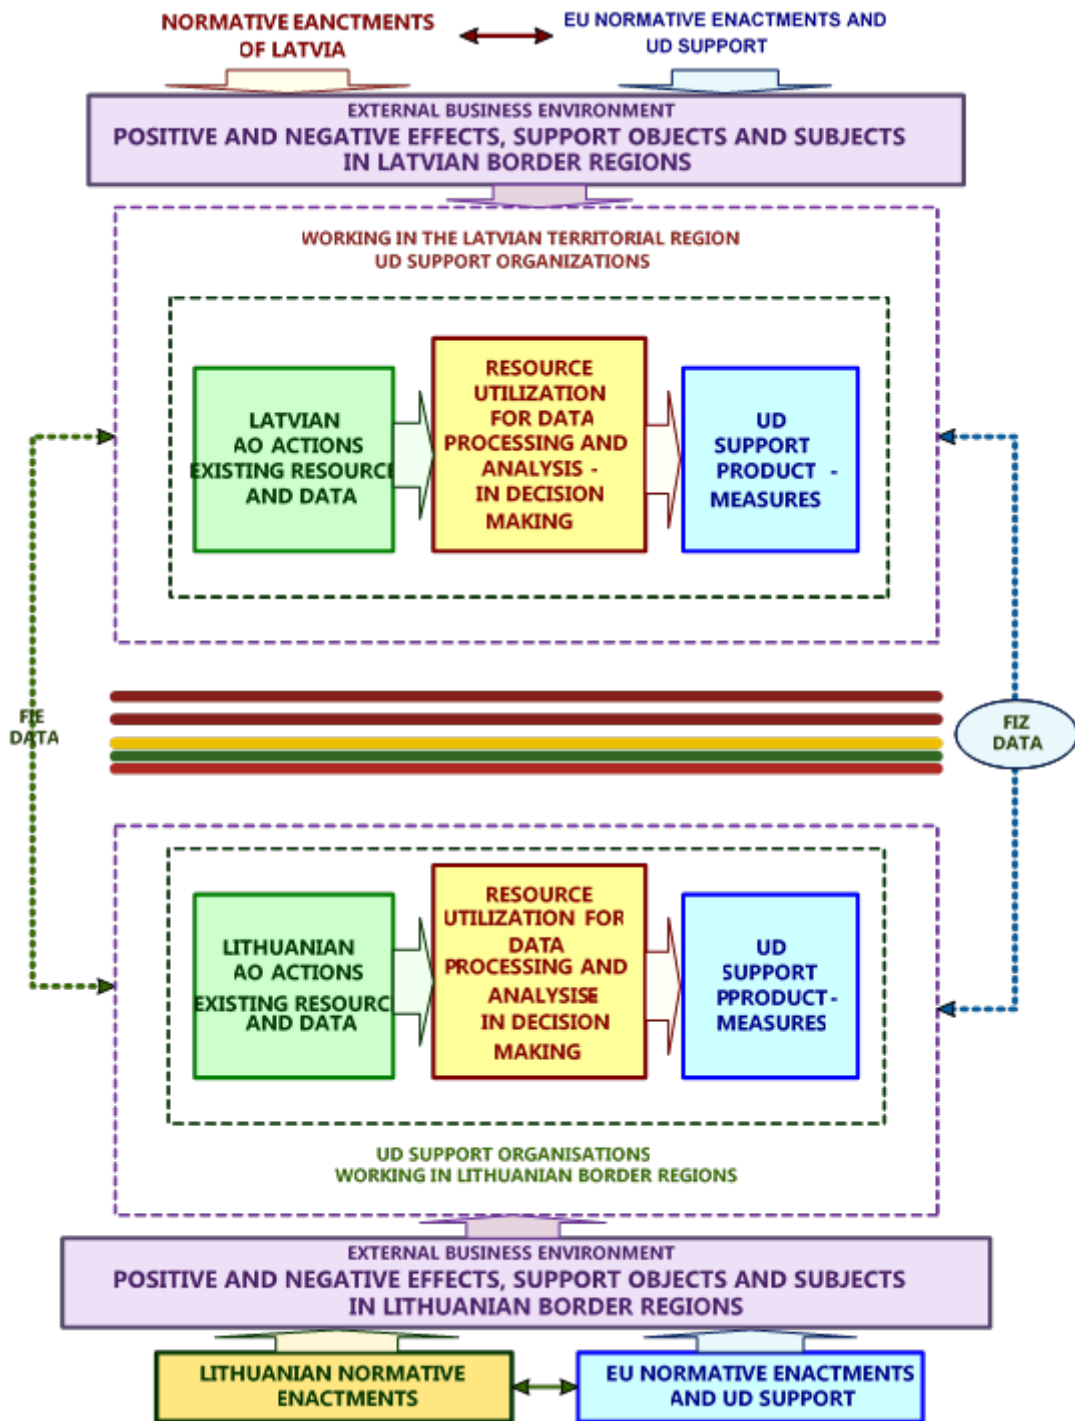 NORMATIVE EANCTMENTS
OF LATVIA
EU NORMATIVE ENACTMENTS AND
UD SUPPORT
EXTERNAL BUSINESS ENVIRONMENT
POSITIVE AND NEGATIVE EFFECTS, SUPPORT OBJECTS AND SUBJECTS
IN LATVIAN BORDER REGIONS
WORKING IN THE LATVIAN TERRITORIAL REGION
UD SUPPORT ORGANIZATIONS
LATVIAN
AO ACTIONS
EXISTING RESOURC
AND DATA
RESOURCE
UTILIZATION
FOR DATA
PROCESSING AND
ANALYSIS -
IN DECISION
MAKING
UD
SUPPORT
PRODUCT -
MEASURES
FIE
DATA
FIZ
DATA
LITHUANIAN
AO ACTIONS
EXISTING RESOURC
AND DATA
RESOURCE
UTILIZATION FOR
DATA
PROCESSING AND
ANALYSISE
IN DECISION
MAKING
UD
SUPPORT
PPRODUCT-
MEASURES
UD SUPPORT ORGANISATIONS
WORKING IN LITHUANIAN BORDER REGIONS
EXTERNAL BUSINESS ENVIRONMENT
POSITIVE AND NEGATIVE EFFECTS, SUPPORT OBJECTS AND SUBJECTS
IN LITHUANIAN BORDER REGIONS
LITHUANIAN NORMATIVE
ENACTMENTS
EU NORMATIVE ENACTMENTS
AND UD SUPPORT